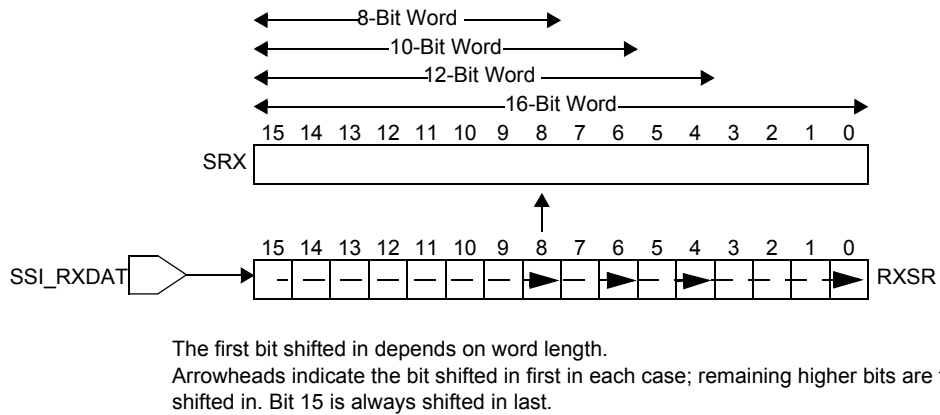 8-Bit Word
10-Bit Word
12-Bit Word
16-Bit Word
15 14 13 12 11 10 9 8 7 6 5 4 3 2 1 0
SRX
15 14 13 12 11 10 9 8 7 6 5 4 3 2 1 0
SSI_RXDAT RXSR
The first bit shifted in depends on word length.
Arrowheads indicate the bit shifted in first in each case; remaining higher bits are
shifted in. Bit 15 is always shifted in last.